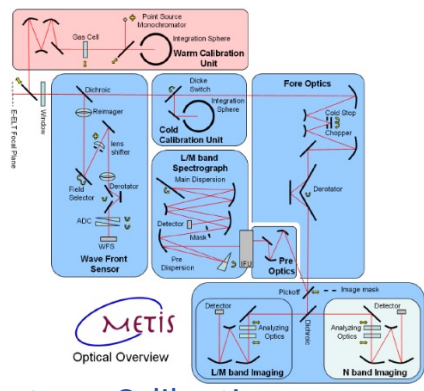 Point Source
Monochromator
Gas Cell
Integration Sphere
Warm Calibration
Unit
E-ELT Focal Plane
Window
Dichroic
Reimager
lens
shifter
Field
Selector
Derotator
ADC
WFS
Wave Front
Sensor
Dicke
Switch
Integration
Sphere
Cold
Calibration Unit
Fore Optics
Cold Stop
Chopper
Derotator
L/M band
Spectrograph
Main Dispersion
Detector
Mask
Pre
Dispersion
IFU
Pre
Optics
Pickoff
Image mask
Dichroic
Detector
Analyzing
Optics
L/M band Imaging
Detector
Analyzing
Optics
N band Imaging
METIS
Optical Overview